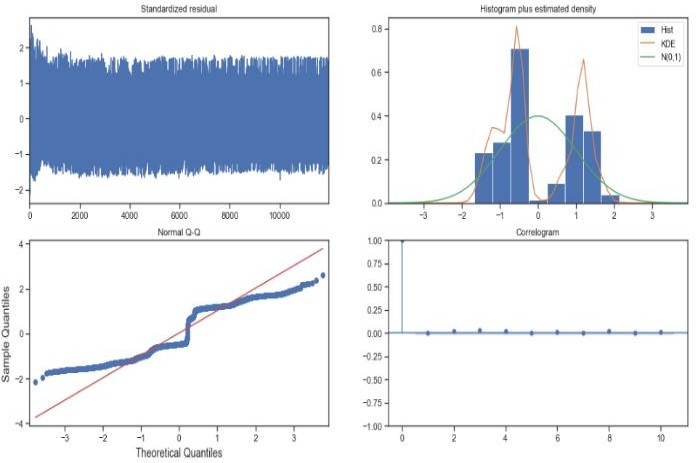 Standardized residual
2
1
0
−1
−2
0 2000 4000 6000 8000 10000
Histogram plus estimated density
0.8
0.6
0.4
0.2
0.0
Hist
KDE
N(0,1)
−3 −2 −1 0 1 2 3
Normal Q-Q
Sample Quantiles
4
2
0
−2
−4
−3 −2 −1 0 1 2 3
Theoretical Quantiles
Correlogram
1.00
0.75
0.50
0.25
0.00
−0.25
−0.50
−0.75
−1.00
0 2 4 6 8 10